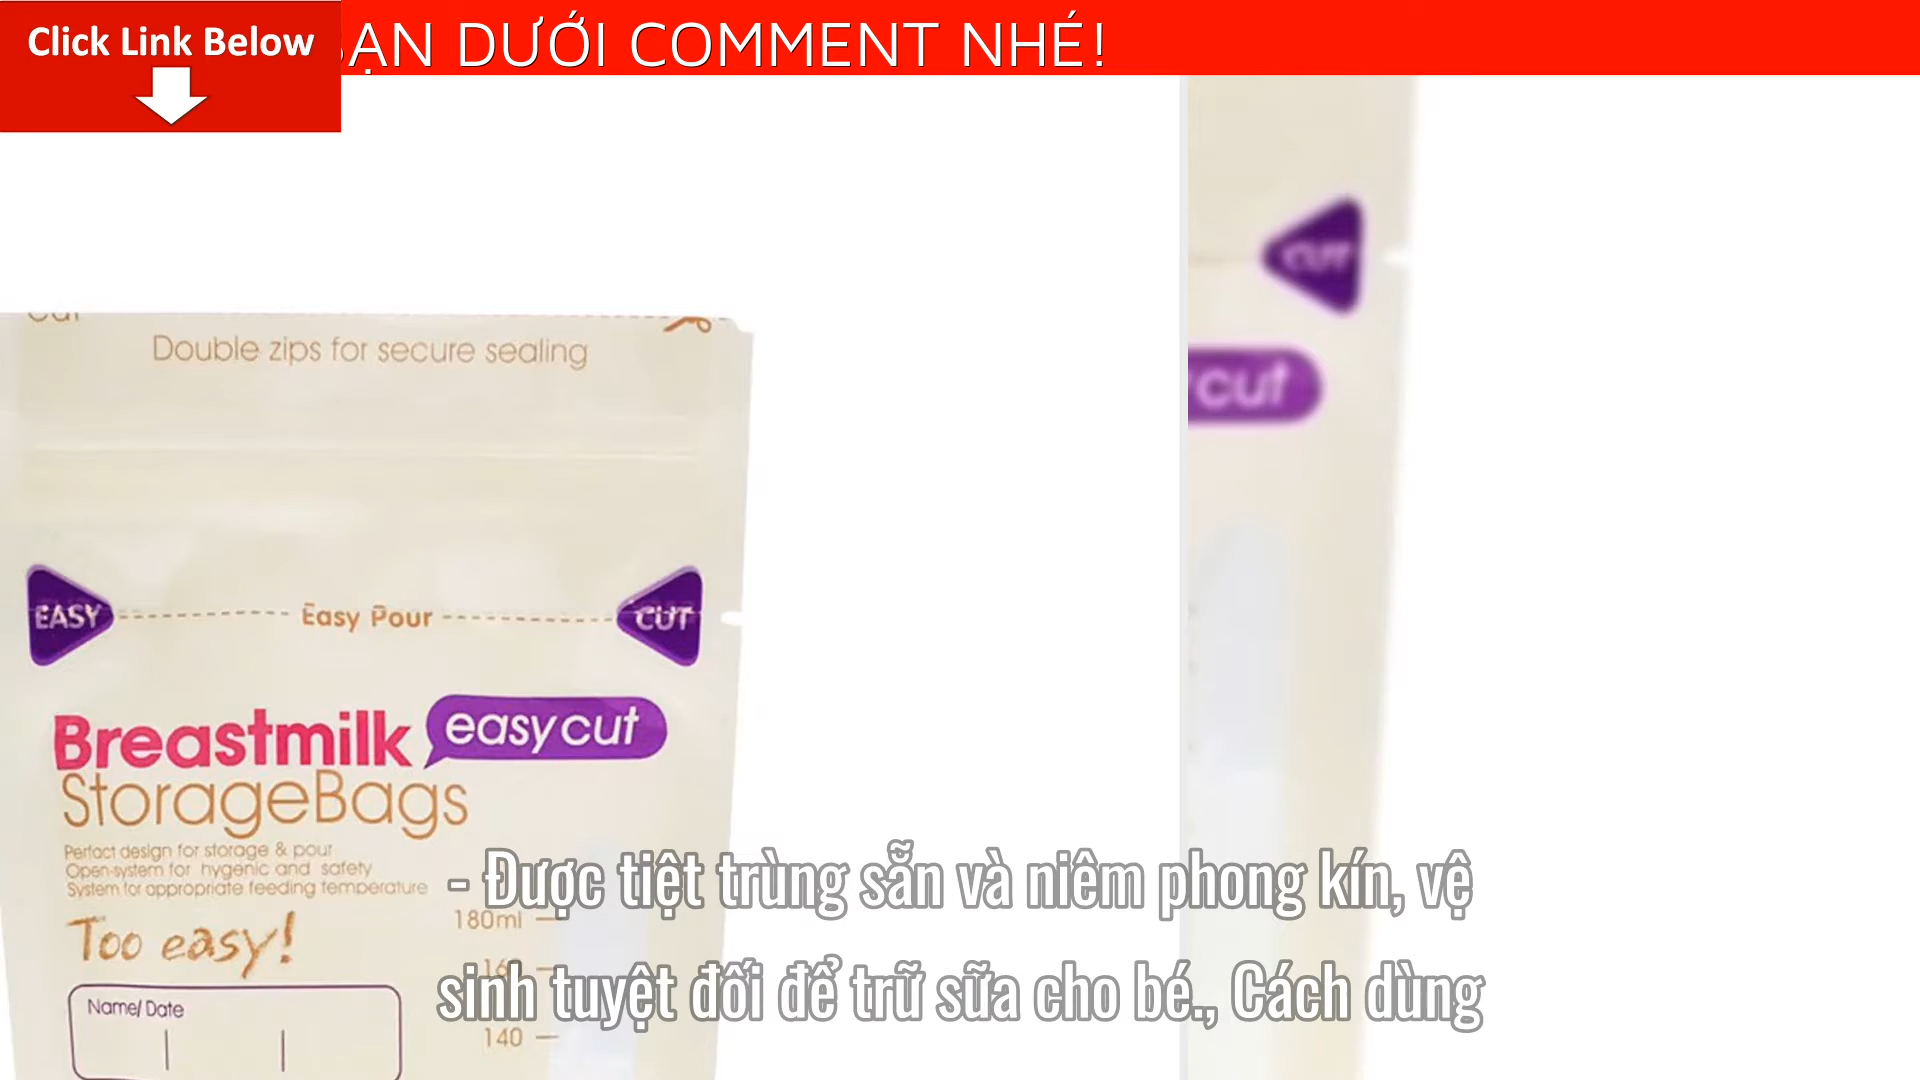 Click Link Below
ẠN DƯỚI COMMENT NHÉ!
Double zips for secure sealing
EASY
Easy Pour
CUT
Breastmilk easy cut
StorageBags
Perfect design for storage & pour
Open-system for hygenic and safety
System for appropriate feeding temperature
Too easy!
180ml
Name/ Date
140
CUT
cut
- Được tiệt trùng sẵn và niêm phong kín, vệ
sinh tuyệt đối để trữ sữa cho bé., Cách dùng